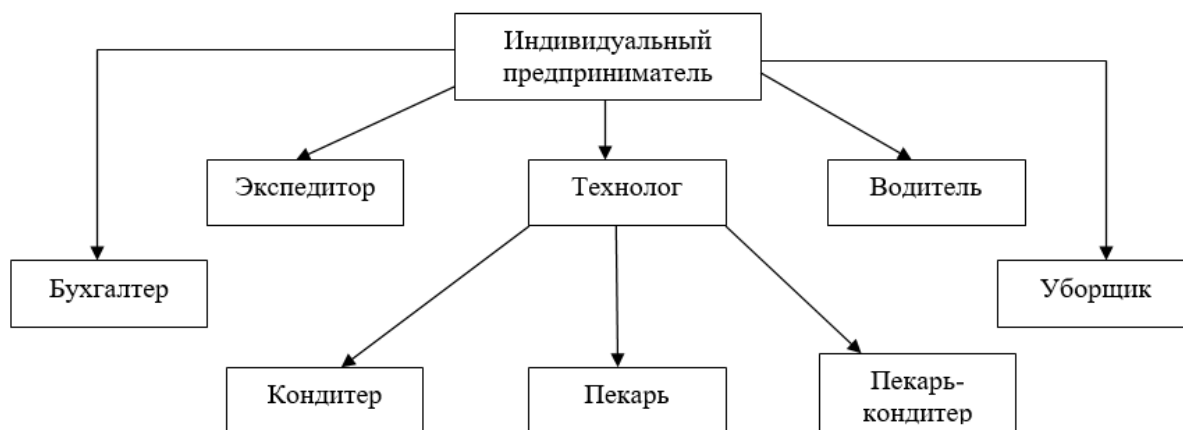 Индивидуальный
предприниматель
Экспедитор
Технолог
Водитель
Бухгалтер
Уборщик
Кондитер
Пекарь
Пекарь-
кондитер